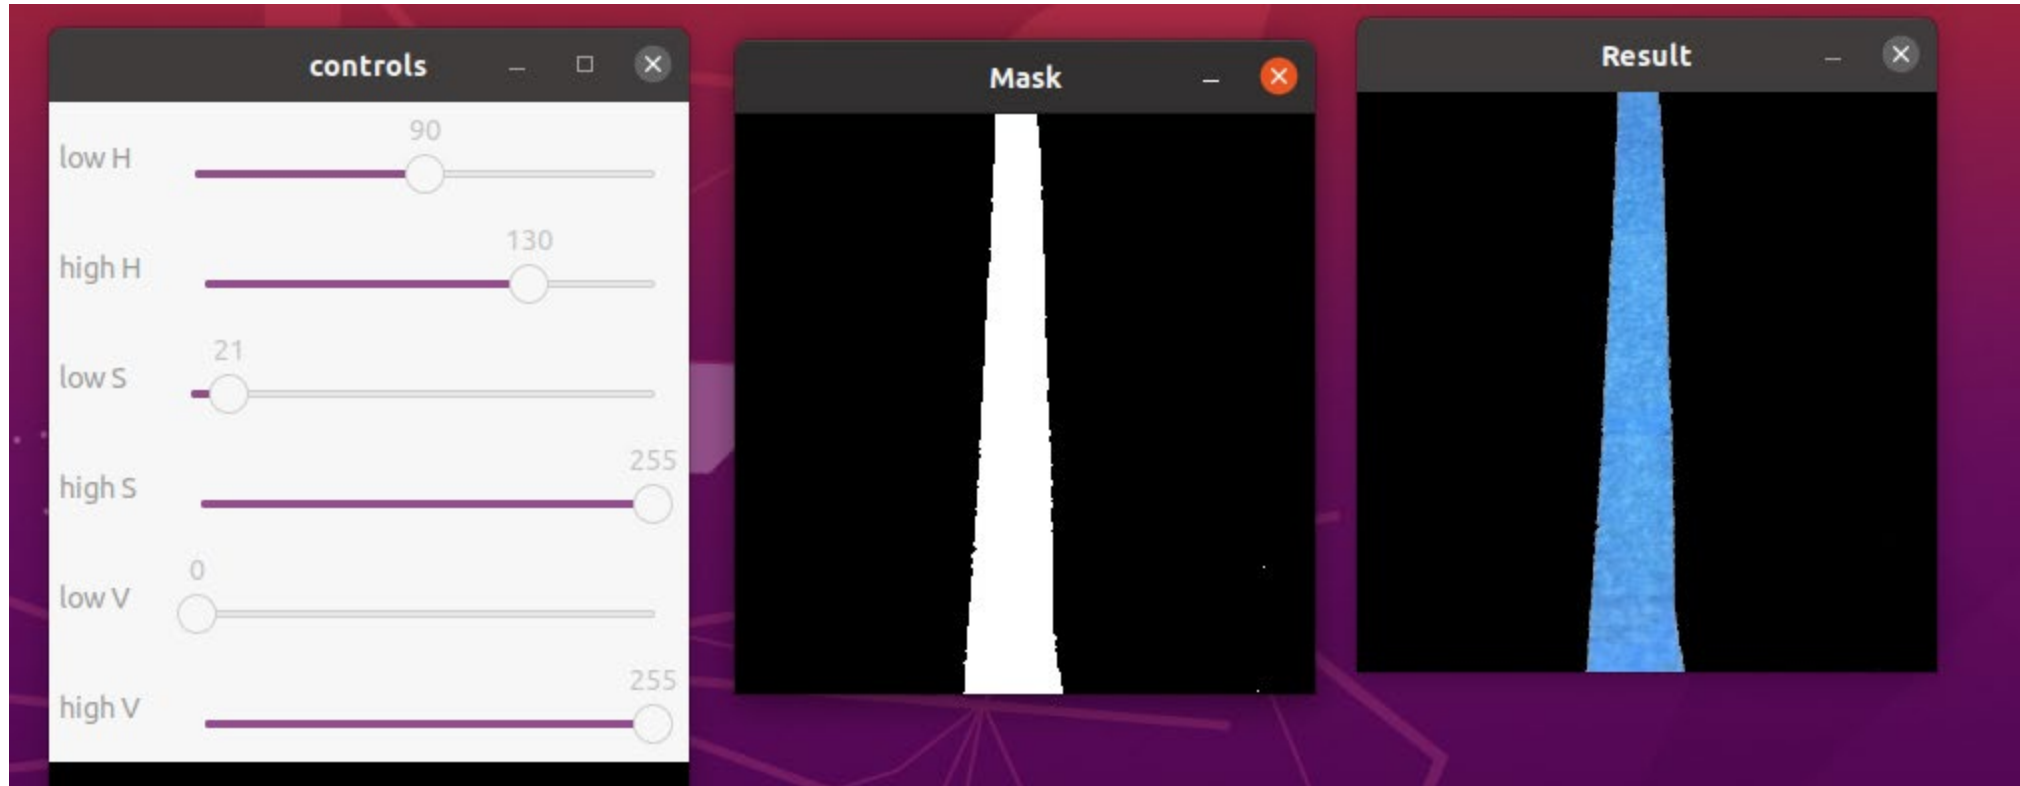 controls
low H
90
high H
130
low S
21
high S
255
low V
0
high V
255
Mask
Result